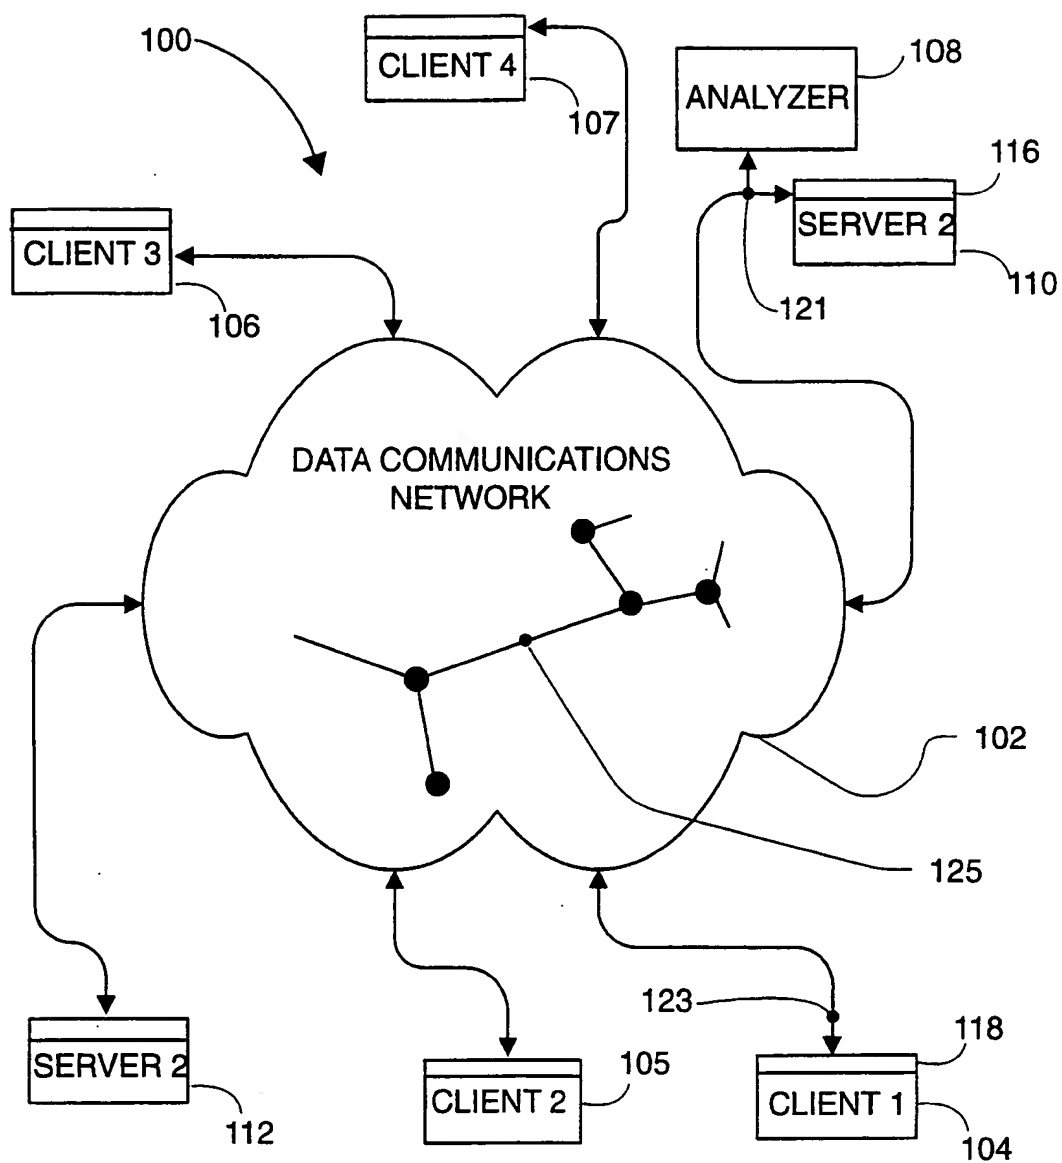 100
CLIENT 4
107
ANALYZER
108
116
SERVER 2
110
121
CLIENT 3
106
DATA COMMUNICATIONS
NETWORK
102
125
123
118
CLIENT 1
104
105
CLIENT 2
SERVER 2
112